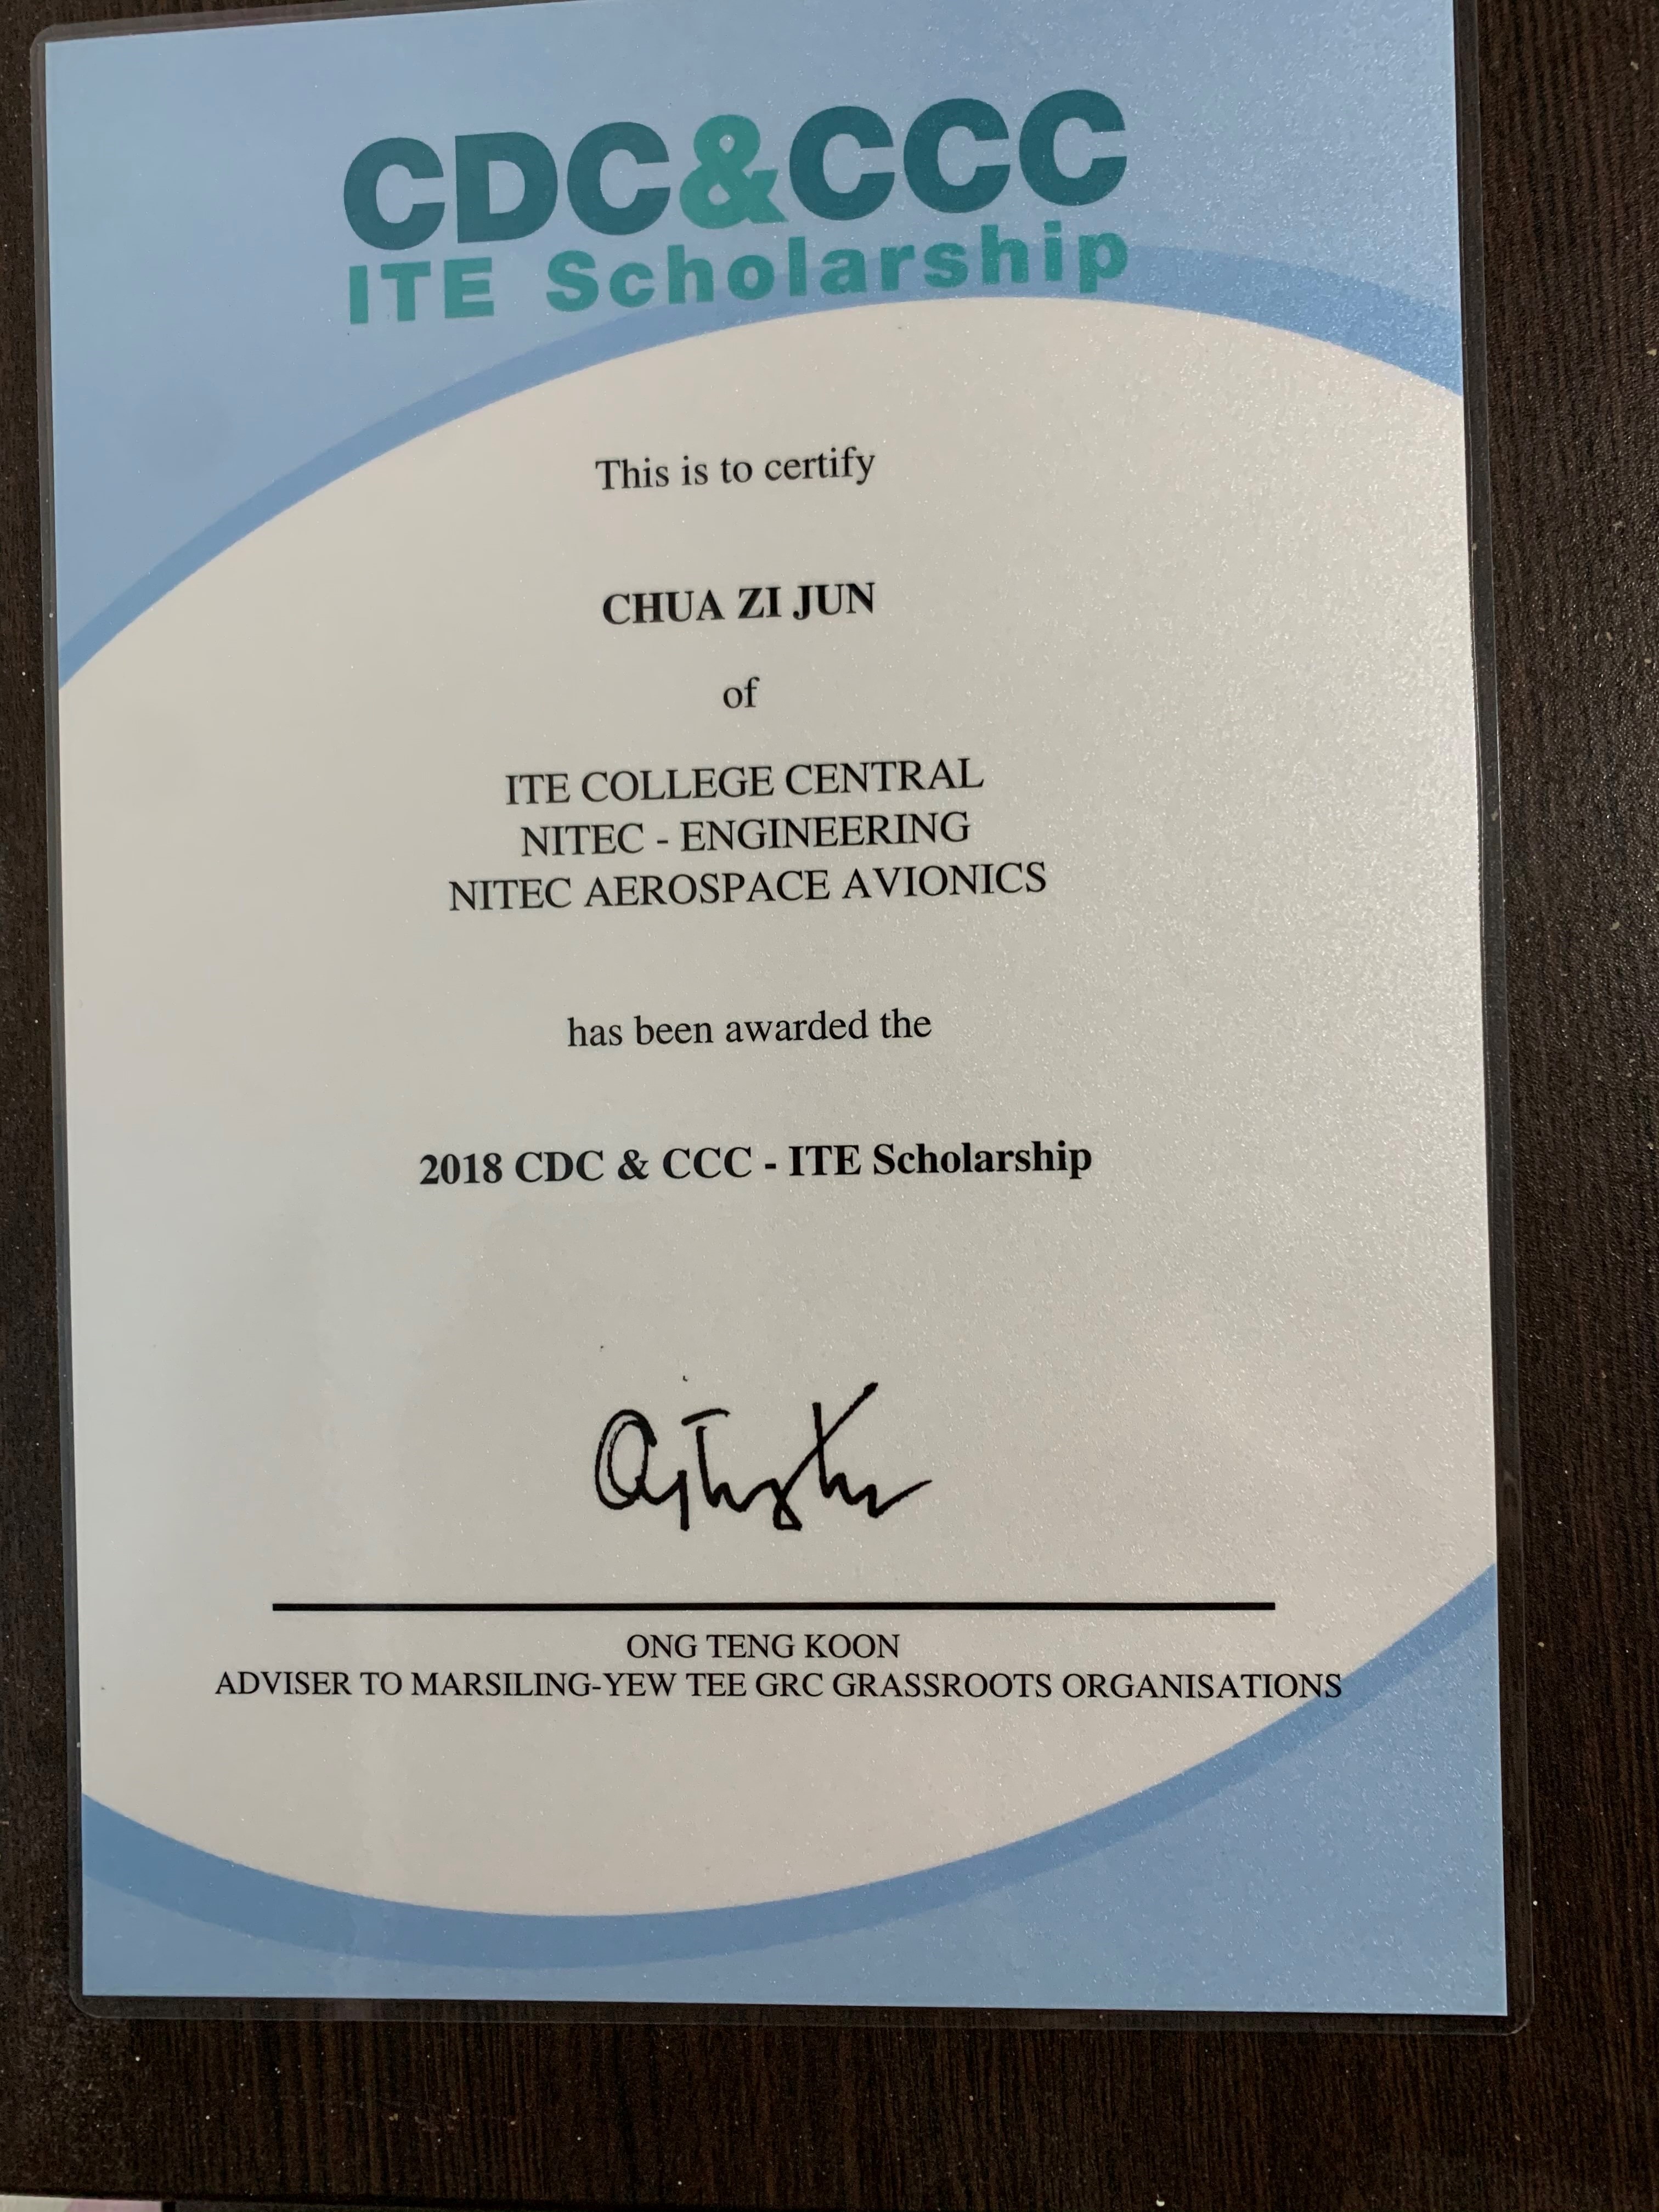 CDC&CCC
ITE Scholarship
This is to certify
CHUA ZI JUN
of
ITE COLLEGE CENTRAL
NITEC - ENGINEERING
NITEC AEROSPACE AVIONICS
has been awarded the
2018 CDC & CCC - ITE Scholarship
ONG TENG KOON
ADVISER TO MARSILING-YEW TEE GRC GRASSROOTS ORGANISATIONS